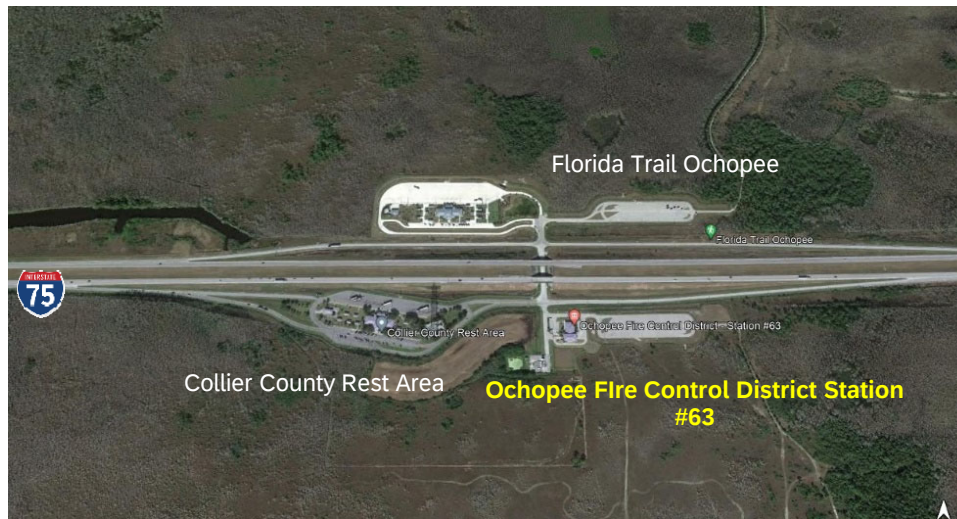 Florida Trail Ochopee
Florida Trail Ochopee
INTERSTATE
75
Ochopee Fire Control District - Station #63
Collier County Rest Area
Collier County Rest Area
Ochopee FIre Control District Station
#63